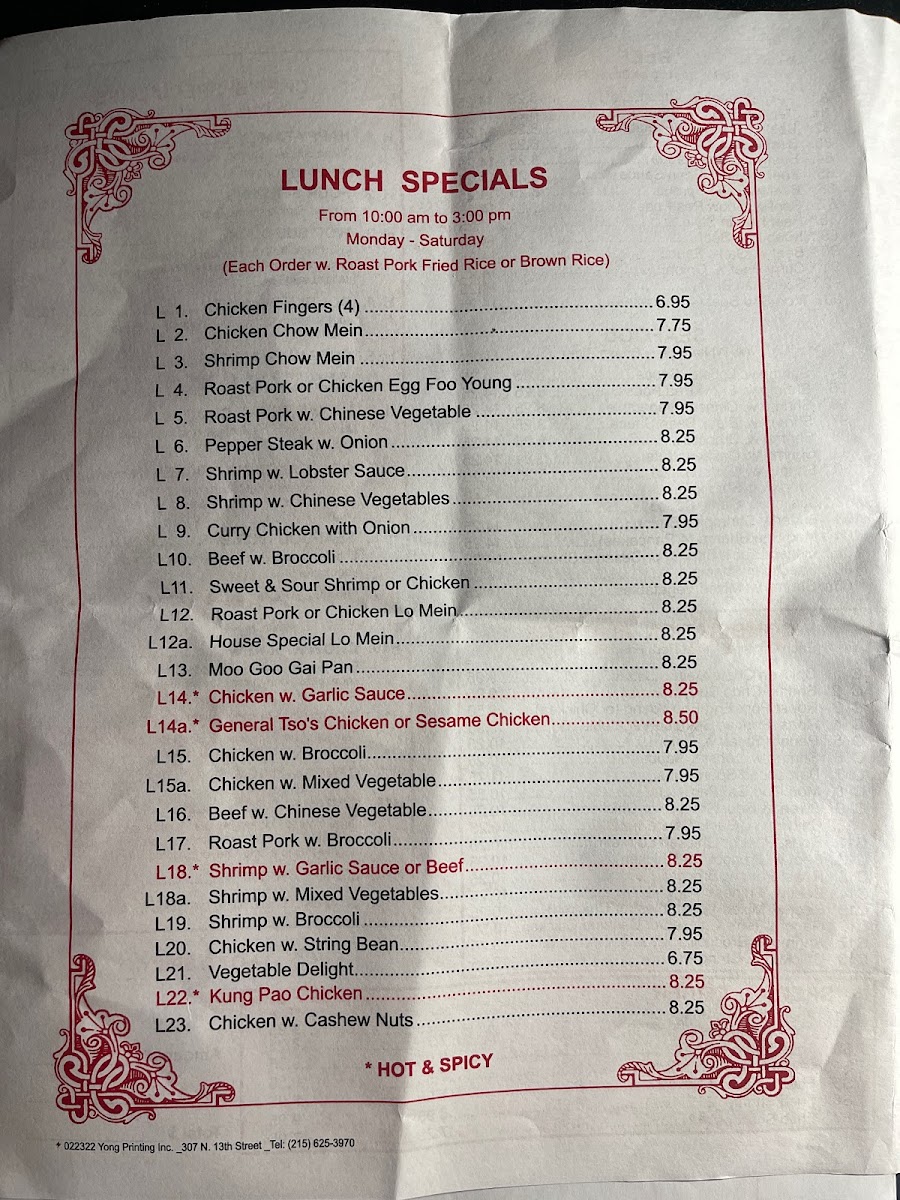 LUNCH SPECIALS
From 10:00 am to 3:00 pm
Monday - Saturday
(Each Order w. Roast Pork Fried Rice or Brown Rice)
L 1. Chicken Fingers (4) 6.95
L 2. Chicken Chow Mein 7.75
L 3. Shrimp Chow Mein 7.95
L 4. Roast Pork or Chicken Egg Foo Young 7.95
L 5. Roast Pork w. Chinese Vegetable 7.95
L 6. Pepper Steak w. Onion 8.25
L 7. Shrimp w. Lobster Sauce 8.25
L 8. Shrimp w. Chinese Vegetables 8.25
L 9. Curry Chicken with Onion 7.95
L10. Beef w. Broccoli 8.25
L11. Sweet & Sour Shrimp or Chicken 8.25
L12. Roast Pork or Chicken Lo Mein 8.25
L12a. House Special Lo Mein 8.25
L13. Moo Goo Gai Pan 8.25
L14.* Chicken w. Garlic Sauce 8.25
L14a.* General Tso's Chicken or Sesame Chicken 8.50
L15. Chicken w. Broccoli 7.95
L15a. Chicken w. Mixed Vegetable 7.95
L16. Beef w. Chinese Vegetable 8.25
L17. Roast Pork w. Broccoli 7.95
L18.* Shrimp w. Garlic Sauce or Beef 8.25
L18a. Shrimp w. Mixed Vegetables 8.25
L19. Shrimp w. Broccoli 8.25
L20. Chicken w. String Bean 7.95
L21. Vegetable Delight 6.75
L22.* Kung Pao Chicken 8.25
L23. Chicken w. Cashew Nuts 8.25
* HOT & SPICY
* 022322 Yong Printing Inc. _307 N. 13th Street _Tel: (215) 625-3970